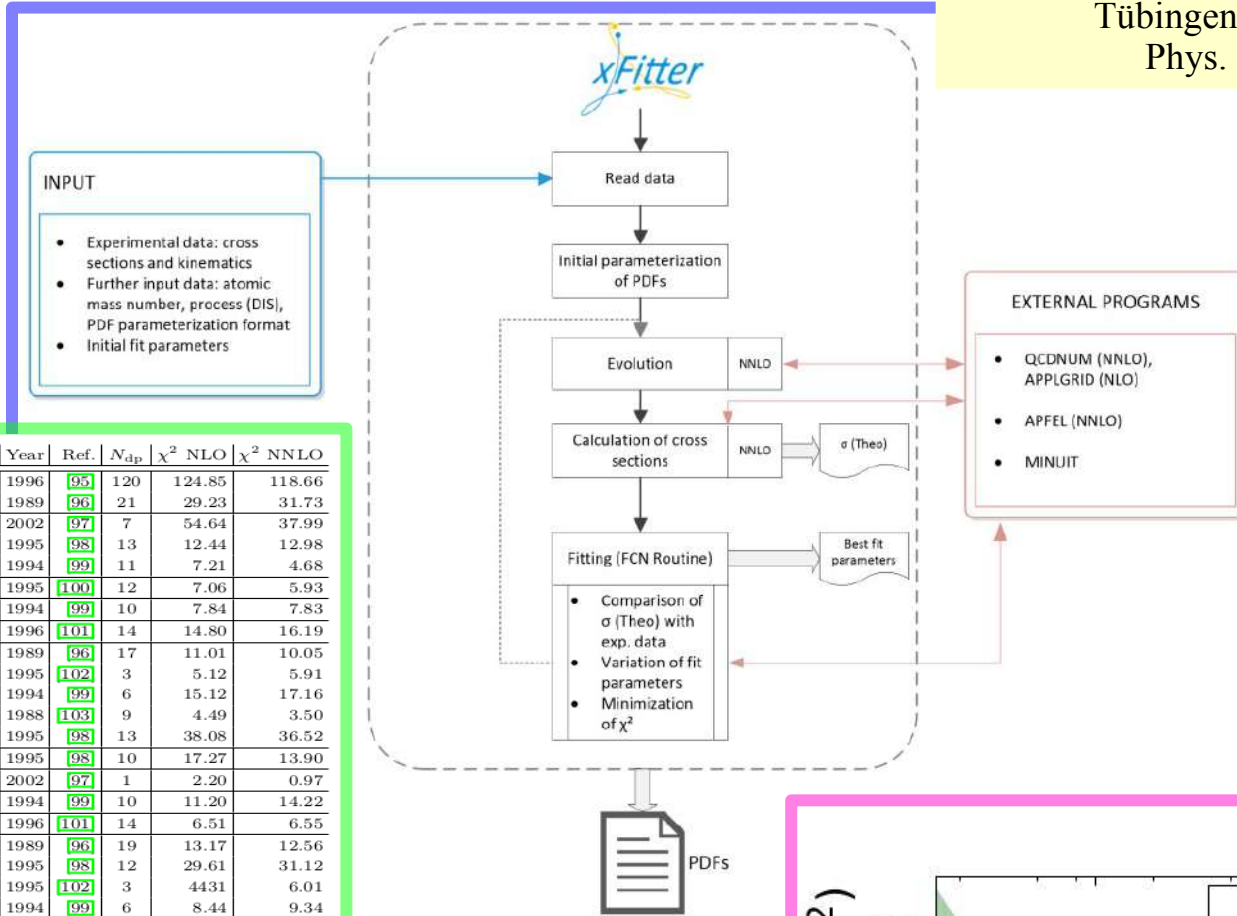 Tübingen
Phys.
xFitter
Read data
INPUT
• Experimental data: cross
sections and kinematics
• Further input data: atomic
mass number, process (DIS),
PDF parameterization format
• Initial fit parameters
Initial parameterization
of PDFs
Evolution NNLO
Calculation of cross
sections
NNLO
σ (Theo)
Fitting (FCN Routine)
• Comparison of
σ (Theo) with
exp. data
• Variation of fit
parameters
• Minimization
of χ²
Best fit
parameters
EXTERNAL PROGRAMS
• QCDNUM (NNLO),
APPLGRID (NLO)
• APFEL (NNLO)
• MINUIT
PDFs
Year Ref. Ndp χ² NLO χ² NNLO
1996 [95] 120 124.85 118.66
1989 [96] 21 29.23 31.73
2002 [97] 7 54.64 37.99
1995 [98] 13 12.44 12.98
1994 [99] 11 7.21 4.68
1995 [100] 12 7.06 5.93
1994 [99] 10 7.84 7.83
1996 [101] 14 14.80 16.19
1989 [96] 17 11.01 10.05
1995 [102] 3 5.12 5.91
1994 [99] 6 15.12 17.16
1988 [103] 9 4.49 3.50
1995 [98] 13 38.08 36.52
1995 [98] 10 17.27 13.90
2002 [97] 1 2.20 0.97
1994 [99] 10 11.20 14.22
1996 [101] 14 6.51 6.55
1989 [96] 19 13.17 12.56
1995 [98] 12 29.61 31.12
1995 [102] 3 4431 6.01
1994 [99] 6 8.44 9.34